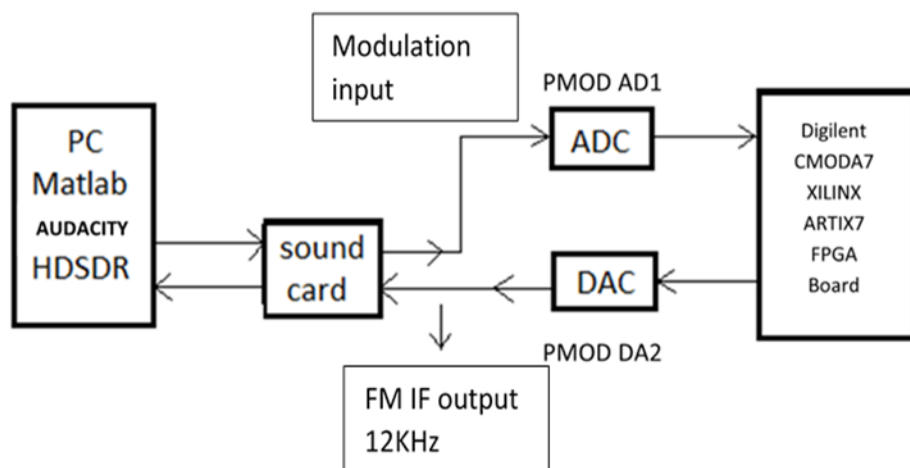 Modulation
input
PMOD AD1
PC
Matlab
AUDACITY
HDSDR
sound
card
ADC
DAC
PMOD DA2
Digilent
CMODA7
XILINX
ARTIX7
FPGA
Board
FM IF output
12KHz